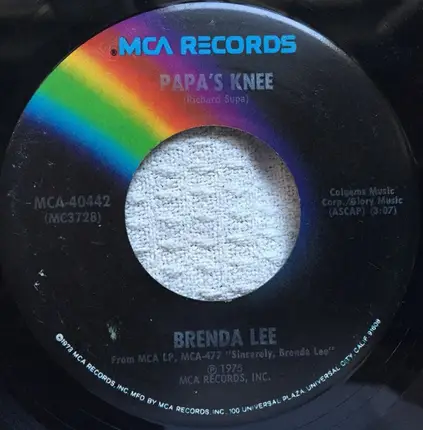 ®MCA RECORDS
PAPA'S KNEE
(Richard Supa)
MCA-40442
(MC3728)
Colgems Music
Corp./Glory Music
(ASCAP) (3:07)
BRENDA LEE
From MCA LP, MCA-477 "Sincerely, Brenda Lee"
℗ 1975
MCA RECORDS, INC.
©1973 MCA RECORDS, INC. MFD BY MCA RECORDS, INC. 100 UNIVERSAL PLAZA, UNIVERSAL CITY, CALIF. 91608